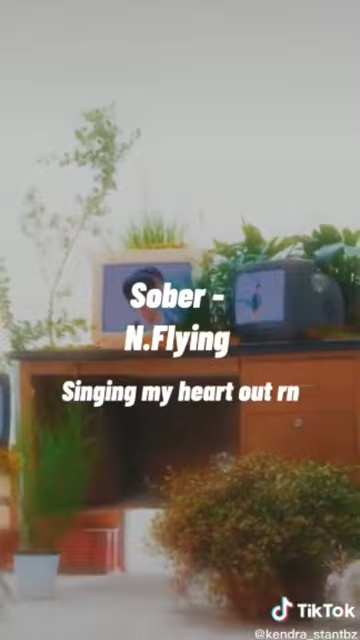 Sober -
N.Flying
Singing my heart out rn
TikTok
@kendra_stantbz